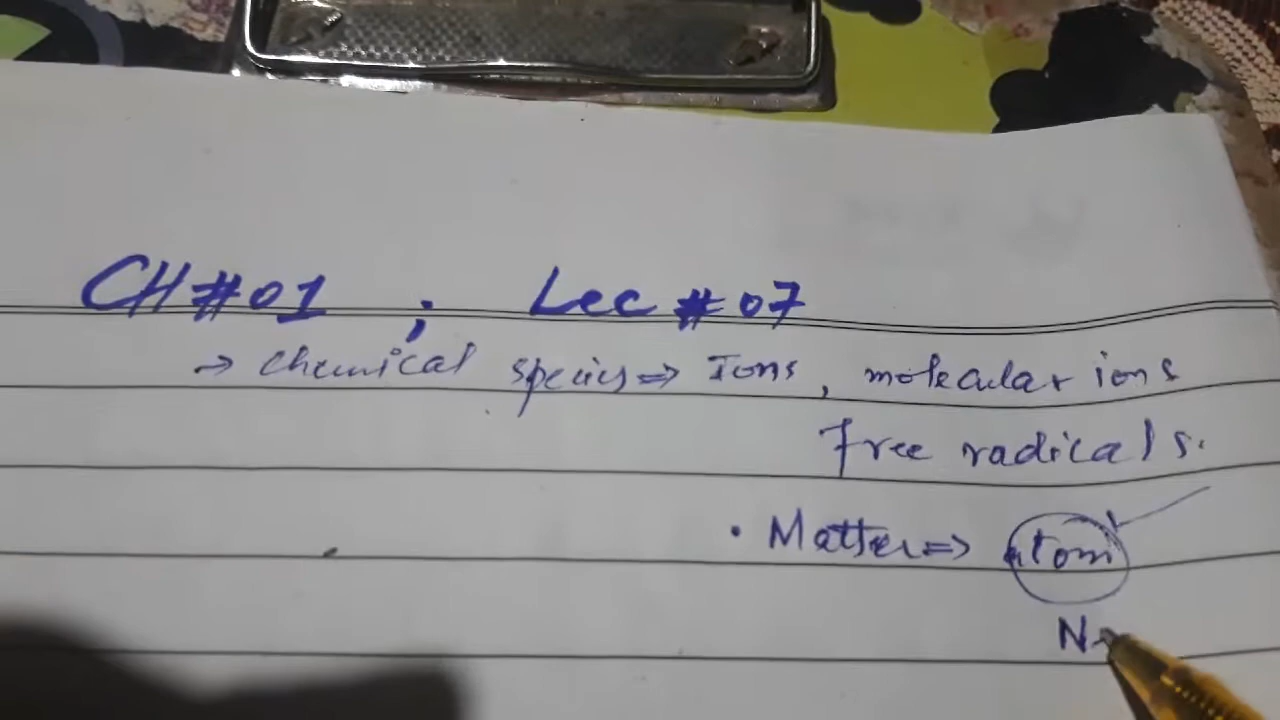 CH#01 ; Lec #07
→ Chemical species ⇒ Ions, molecular ions
Free radicals.
• Matter ⇒ atom
N